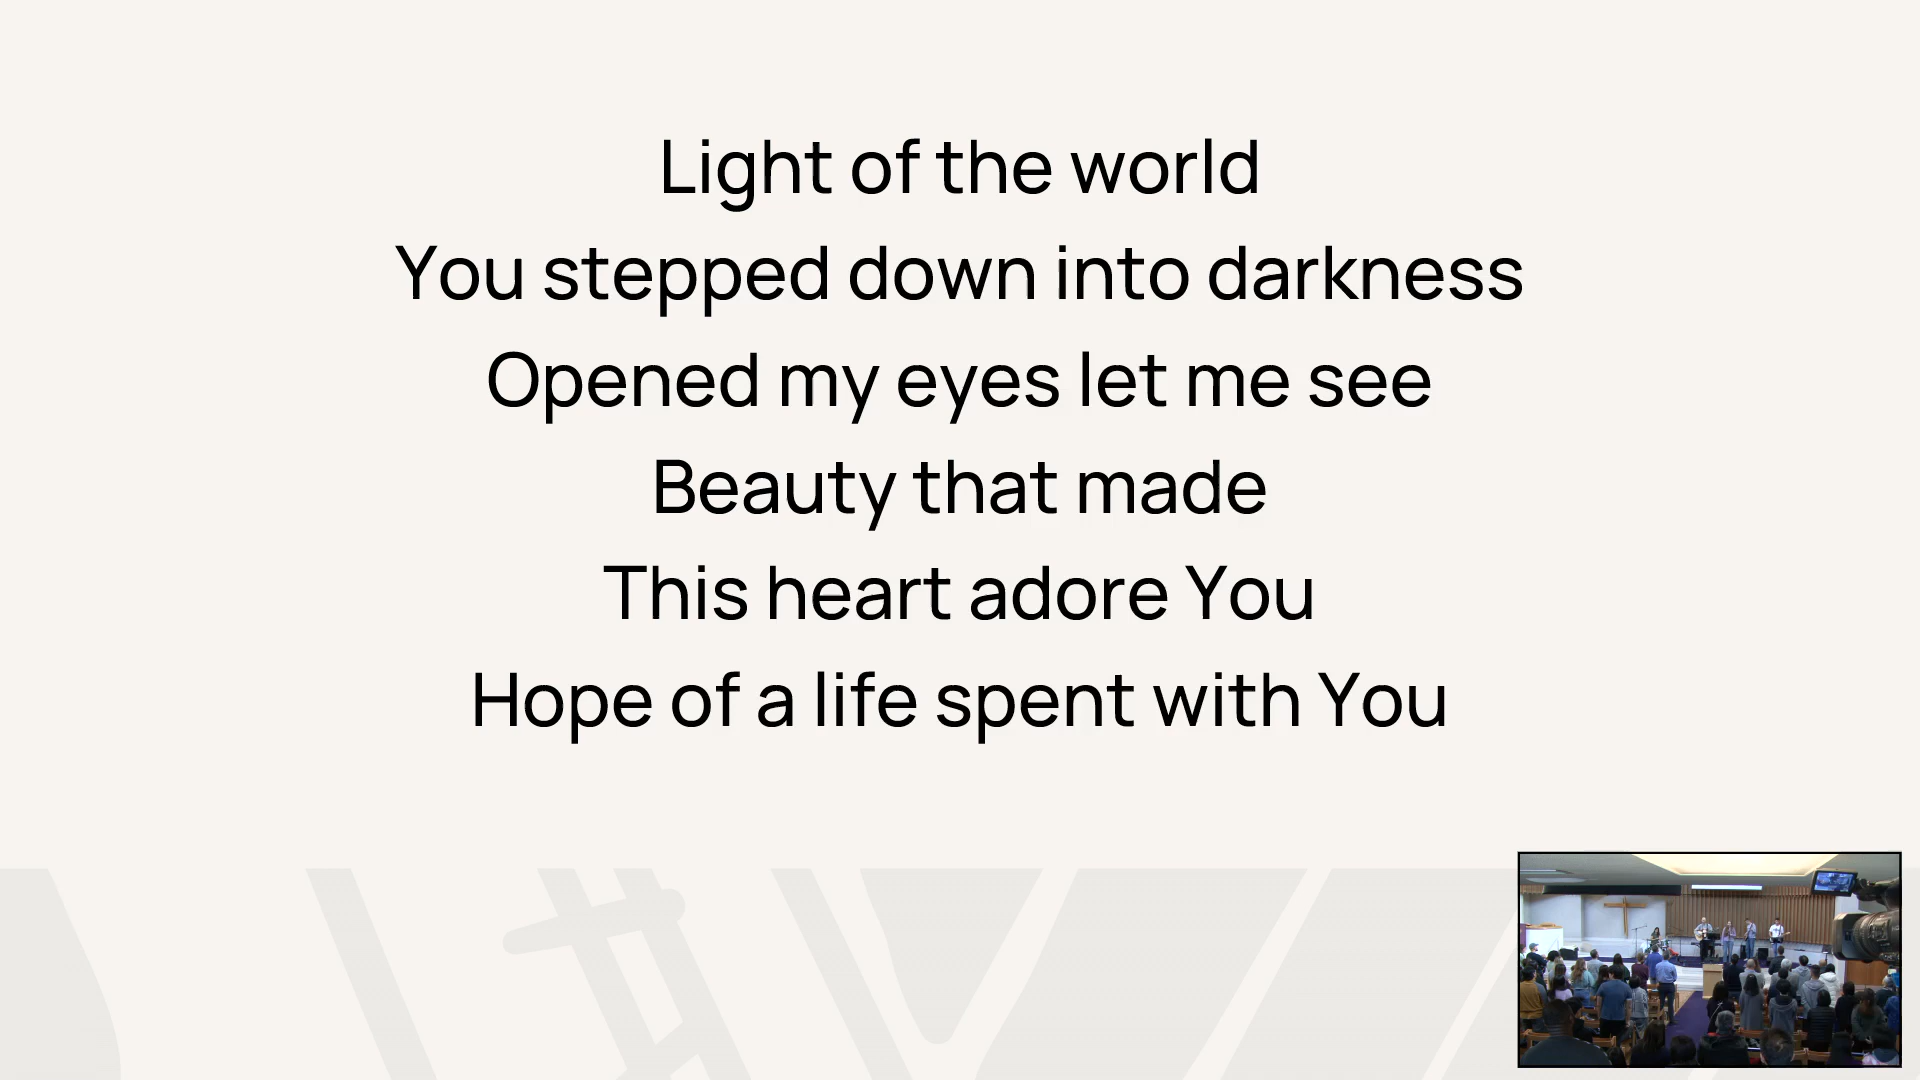 Light of the world
You stepped down into darkness
Opened my eyes let me see
Beauty that made
This heart adore You
Hope of a life spent with You